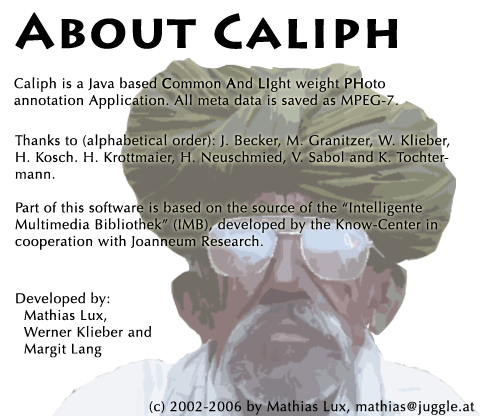 ABOUT CALIPH
Caliph is a Java based Common And LIght weight PHoto
annotation Application. All meta data is saved as MPEG-7.
Thanks to (alphabetical order): J. Becker, M. Granitzer, W. Klieber,
H. Kosch. H. Krottmaier, H. Neuschmied, V. Sabol and K. Tochter-
mann.
Part of this software is based on the source of the “Intelligente
Multimedia Bibliothek” (IMB), developed by the Know-Center in
cooperation with Joanneum Research.
Developed by:
Mathias Lux,
Werner Klieber and
Margit Lang
(c) 2002-2006 by Mathias Lux, mathias@juggle.at